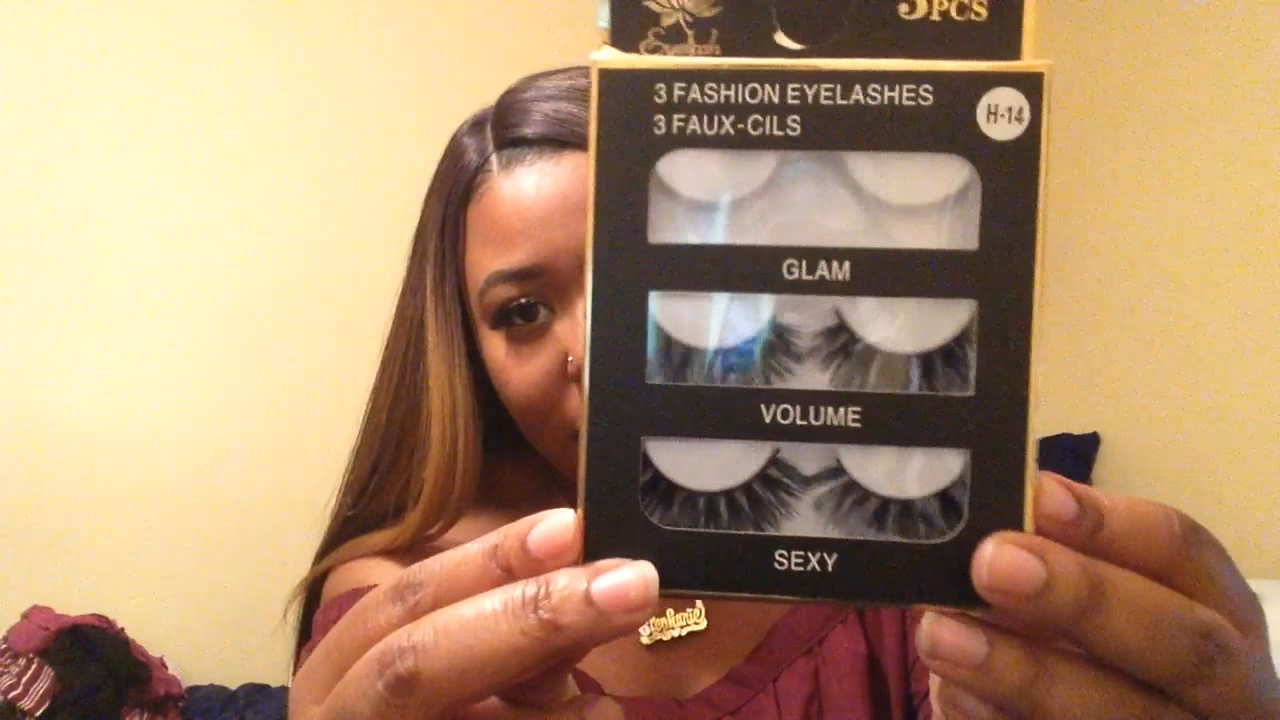 3PCS
3 FASHION EYELASHES
3 FAUX-CILS
H-14
GLAM
VOLUME
SEXY